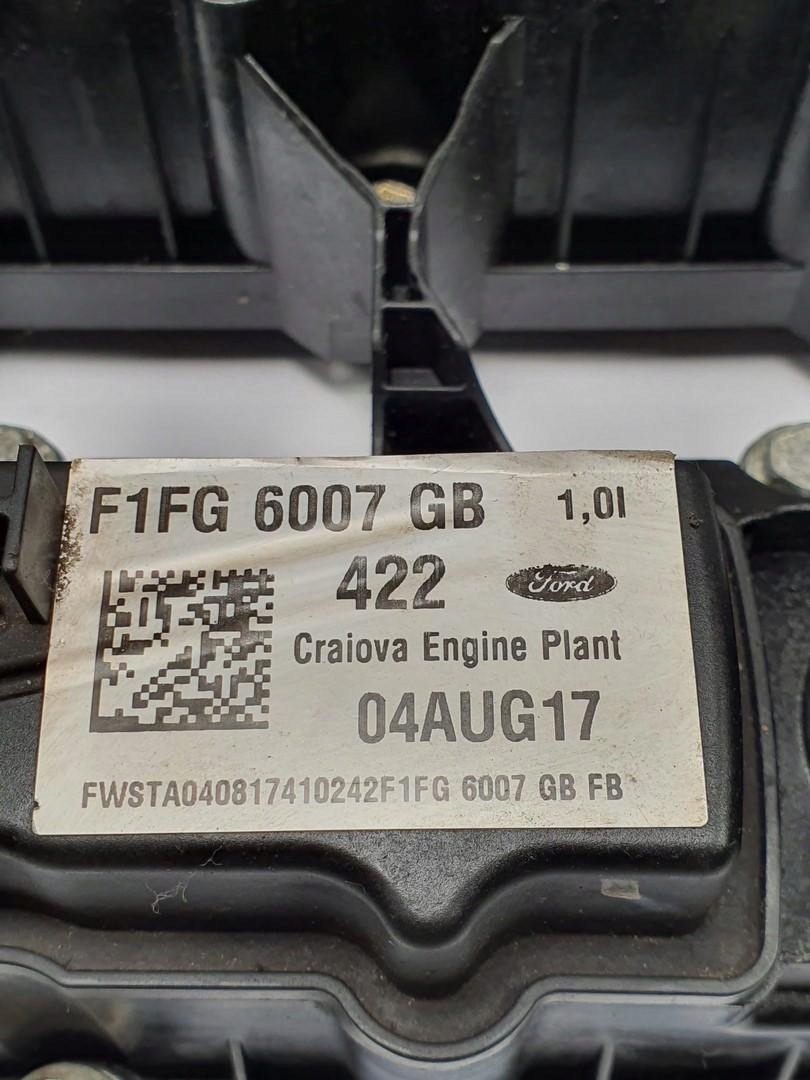 F1FG 6007 GB 1,0l
422
Ford
Craiova Engine Plant
04AUG17
FWSTA040817410242F1FG 6007 GB FB